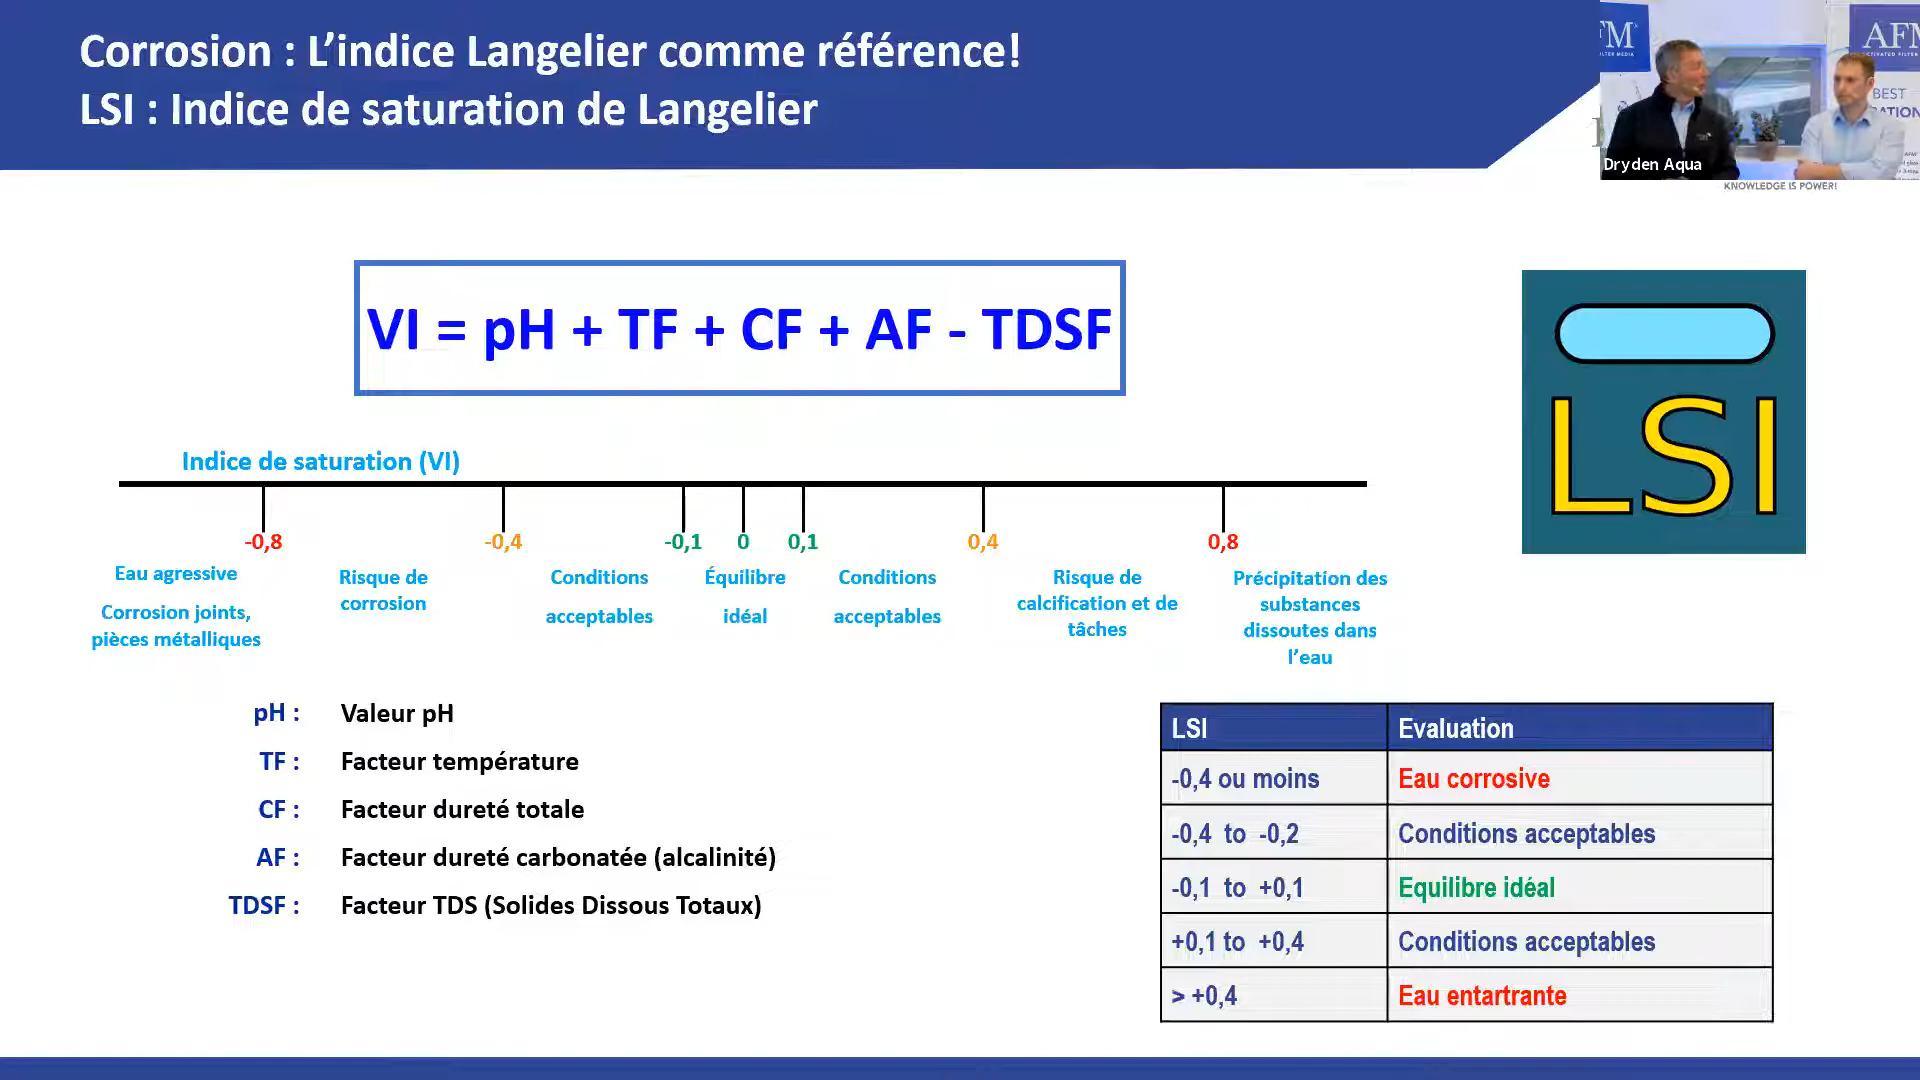 Corrosion : L’indice Langelier comme référence!
LSI : Indice de saturation de Langelier
AFM
BEST
Dryden Aqua
KNOWLEDGE IS POWER!
VI = pH + TF + CF + AF - TDSF
LSI
Indice de saturation (VI)
-0,8 -0,4 -0,1 0 0,1 0,4 0,8
Eau agressive
Corrosion joints,
pièces métalliques
Risque de
corrosion
Conditions
acceptables
Équilibre
idéal
Conditions
acceptables
Risque de
calcification et de
tâches
Précipitation des
substances
dissoutes dans
l’eau
pH : Valeur pH
TF : Facteur température
CF : Facteur dureté totale
AF : Facteur dureté carbonatée (alcalinité)
TDSF : Facteur TDS (Solides Dissous Totaux)
LSI Evaluation
-0,4 ou moins Eau corrosive
-0,4 to -0,2 Conditions acceptables
-0,1 to +0,1 Equilibre idéal
+0,1 to +0,4 Conditions acceptables
> +0,4 Eau entartrante